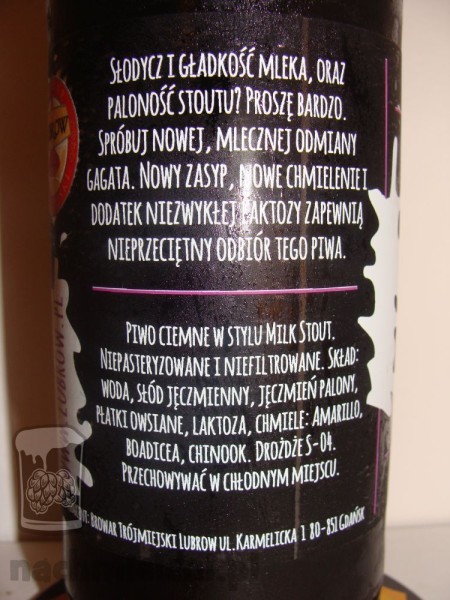 Słodycz i gładkość mleka, oraz
paloność stoutu? Proszę bardzo.
Spróbuj nowej, mlecznej odmiany
Gagata. Nowy zasyp, nowe chmielenie i
dodatek niezwykłej laktozy zapewnią
nieprzeciętny odbiór tego piwa.
Piwo ciemne w stylu Milk Stout.
Niepasteryzowane i niefiltrowane. Skład:
woda, słód jęczmienny, jęczmień palony,
płatki owsiane, laktoza, chmiele: Amarillo,
Boadicea, Chinook. Drożdże S-04.
Przechowywać w chłodnym miejscu.
Browar Trójmiejski Lubrow ul.Karmelicka 1 80-851 Gdańsk
LUBROW.PL